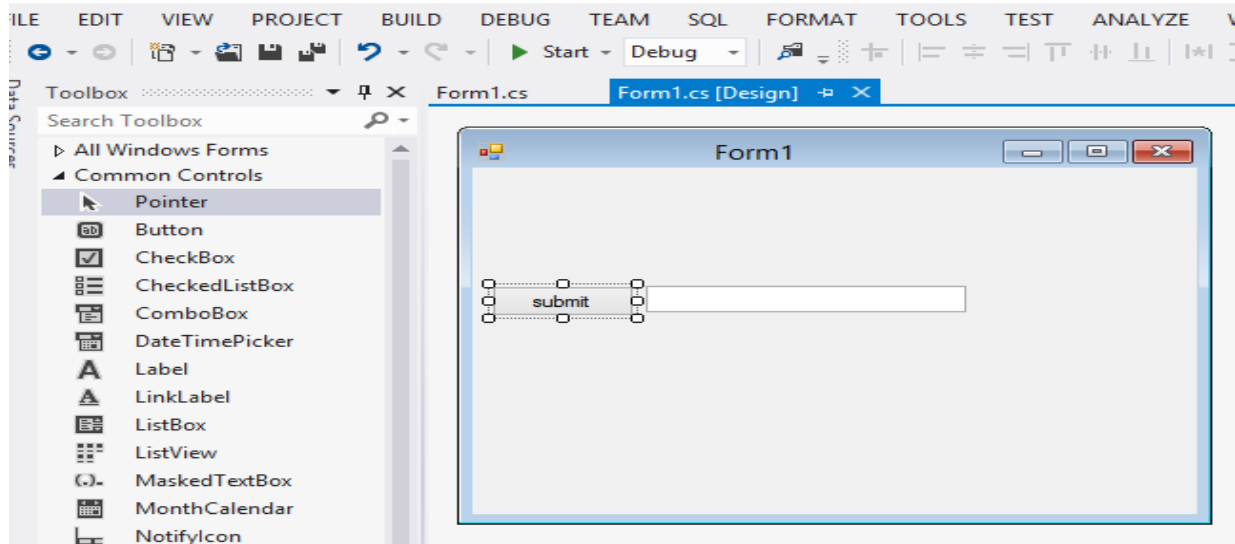 ILE EDIT VIEW PROJECT BUILD DEBUG TEAM SQL FORMAT TOOLS TEST ANALYZE
Start Debug
Data Sources
Toolbox
Form1.cs
Form1.cs [Design]
Search Toolbox
All Windows Forms
Common Controls
Pointer
Button
CheckBox
CheckedListBox
ComboBox
DateTimePicker
Label
LinkLabel
ListBox
ListView
MaskedTextBox
MonthCalendar
NotifyIcon
Form1
submit